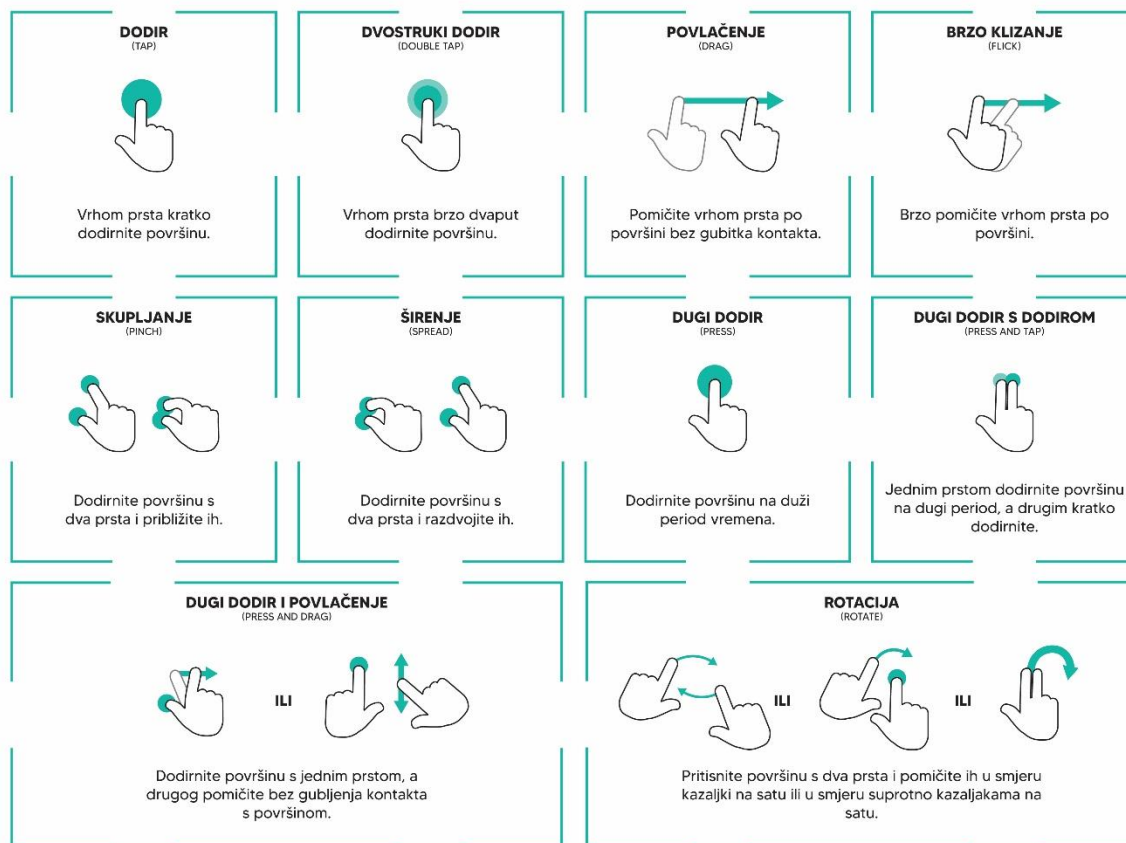 DODIR
(TAP)
Vrhom prsta kratko
dodirnite površinu.
DVOSTRUKI DODIR
(DOUBLE TAP)
Vrhom prsta brzo dvaput
dodirnite površinu.
POVLAČENJE
(DRAG)
Pomičite vrhom prsta po
površini bez gubitka kontakta.
BRZO KLIZANJE
(FLICK)
Brzo pomičite vrhom prsta po
površini.
SKUPLJANJE
(PINCH)
Dodirnite površinu s
dva prsta i približite ih.
ŠIRENJE
(SPREAD)
Dodirnite površinu s
dva prsta i razdvojite ih.
DUGI DODIR
(PRESS)
Dodirnite površinu na duži
period vremena.
DUGI DODIR S DODIROM
(PRESS AND TAP)
Jednim prstom dodirnite površinu
na dugi period, a drugim kratko
dodirnite.
DUGI DODIR I POVLAČENJE
(PRESS AND DRAG)
ILI
Dodirnite površinu s jednim prstom, a
drugog pomičite bez gubljenja kontakta
s površinom.
ROTACIJA
(ROTATE)
ILI
ILI
Pritisnite površinu s dva prsta i pomičite ih u smjeru
kazaljki na satu ili u smjeru suprotno kazaljakama na
satu.